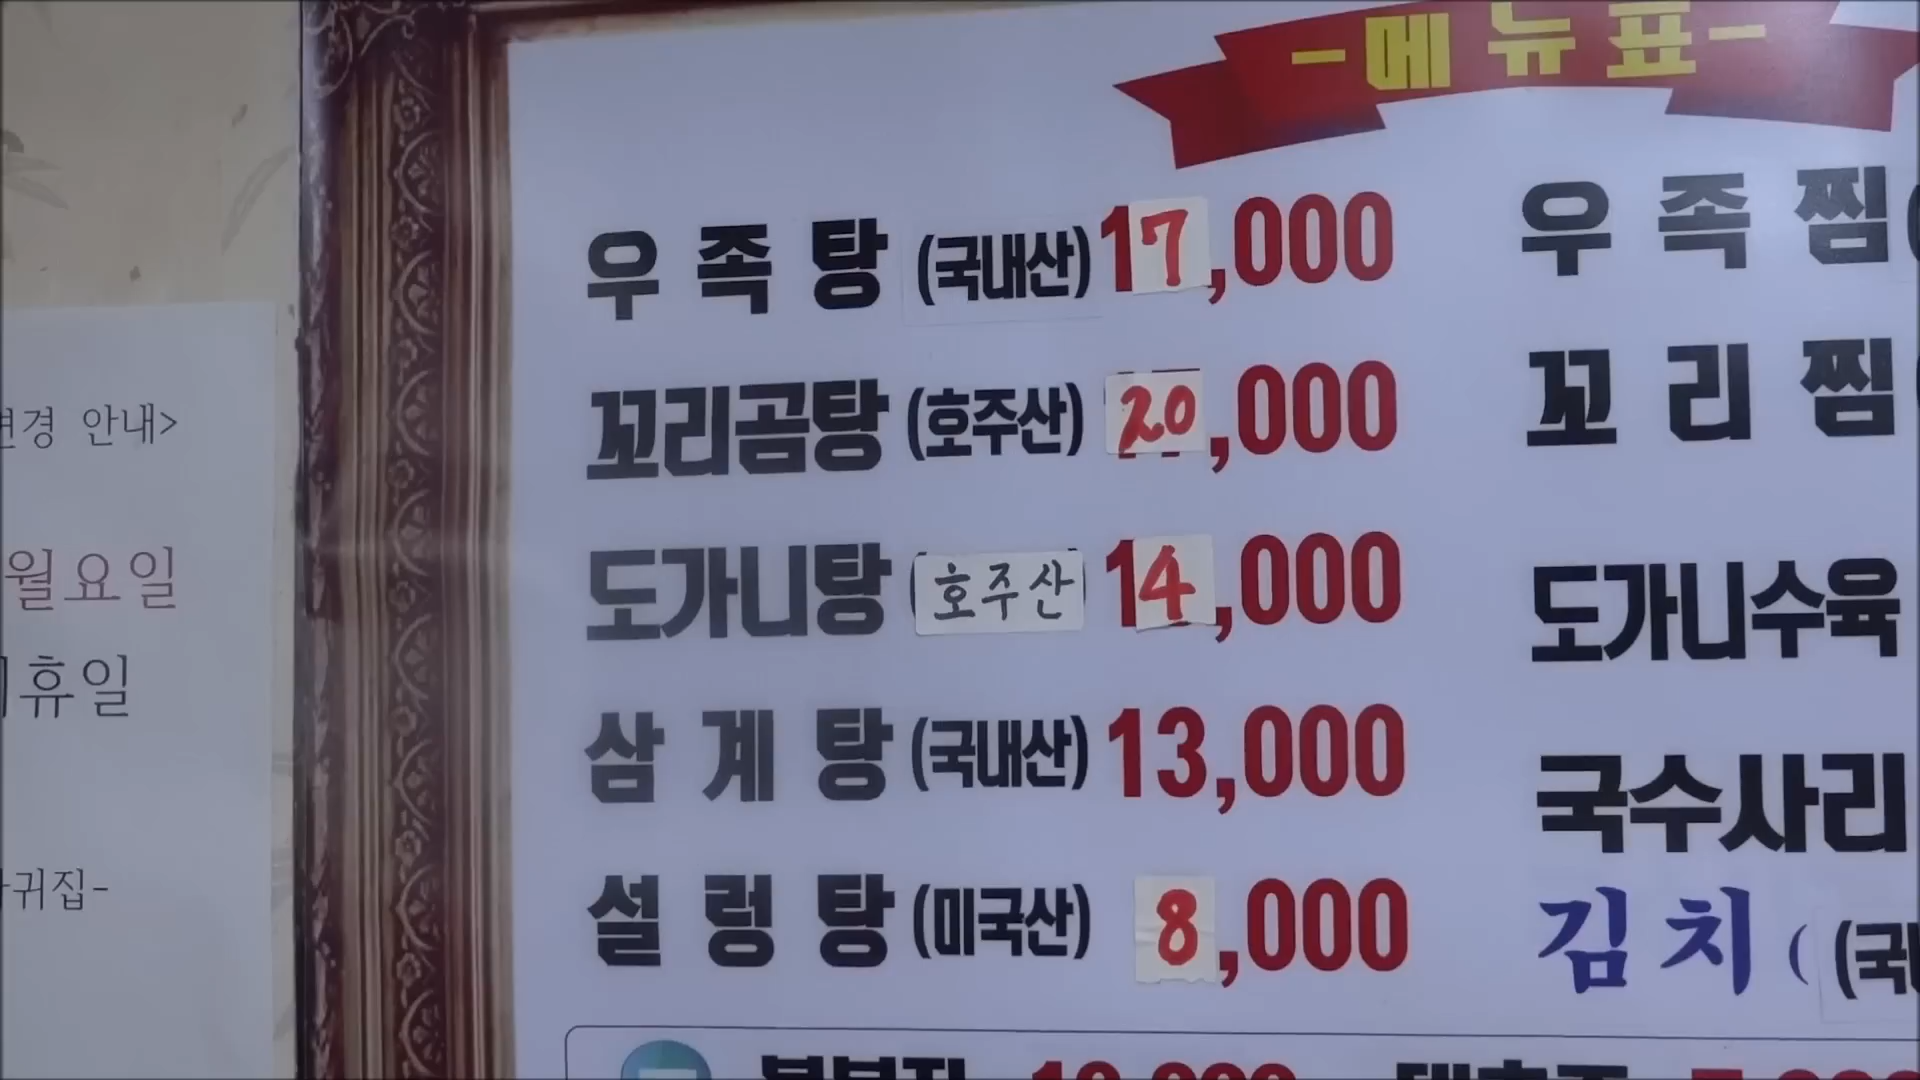 -메뉴표-
우족탕 (국내산) 17,000
꼬리곰탕 (호주산) 20,000
도가니탕 (호주산 14,000
삼계탕 (국내산) 13,000
설렁탕 (미국산) 8,000
우족찜(
꼬리찜(
도가니수육
국수사리
김치 ( (국
변경 안내>
월요일
휴일
귀집-